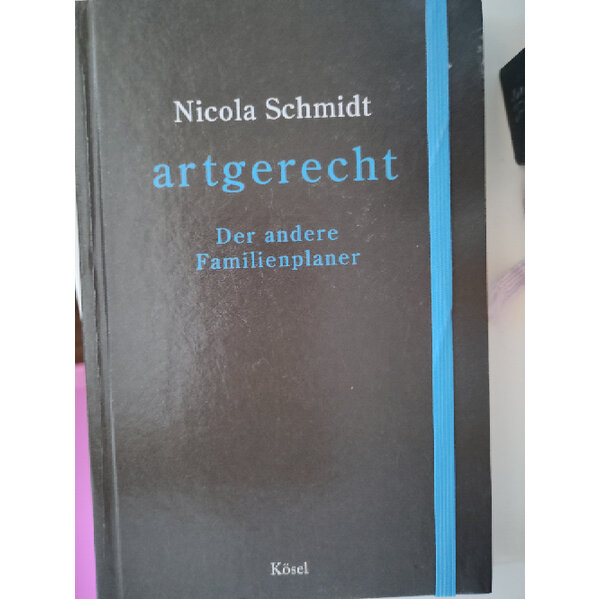 Nicola Schmidt
artgerecht
Der andere
Familienplaner
Kösel